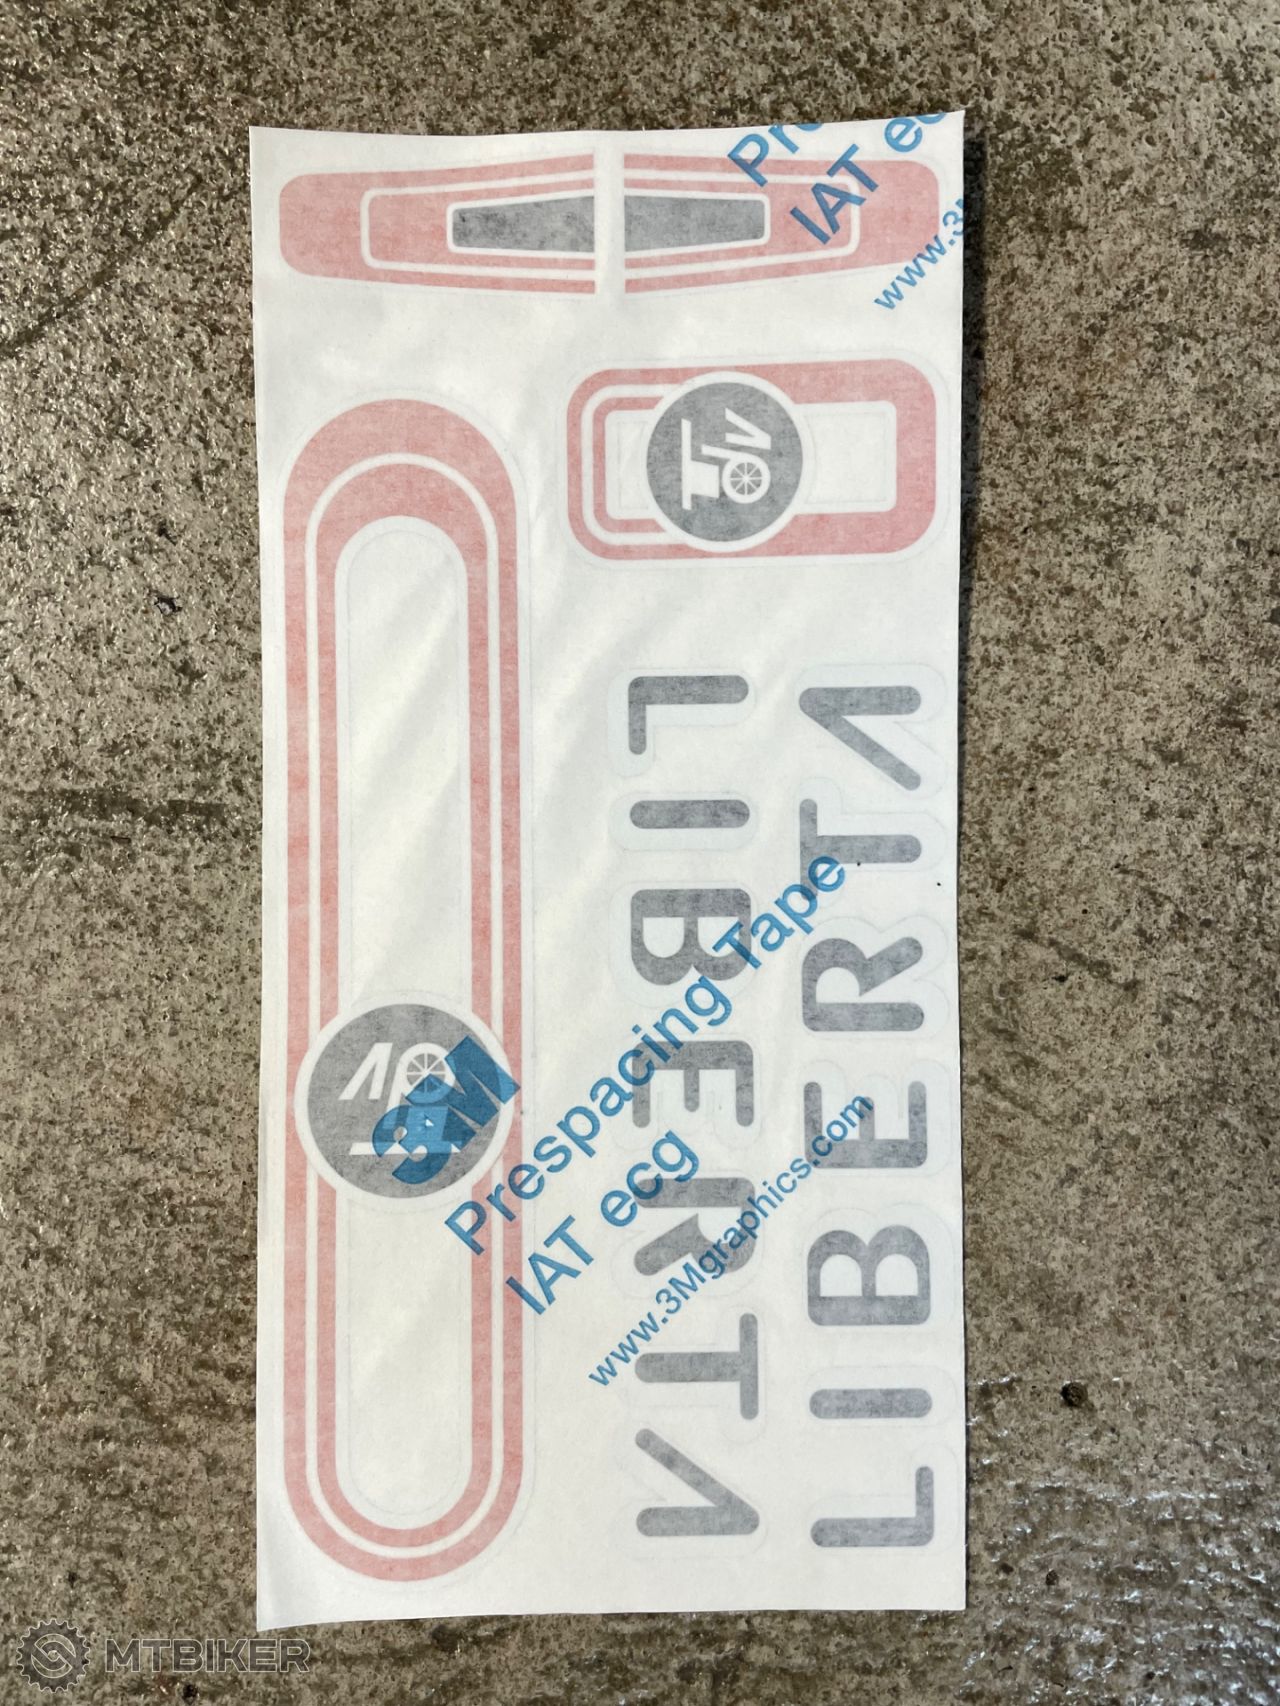 Pre
IAT ec
www.3M
LIBERTA
LIBERTA
3M
Prespacing Tape
IAT ecg
www.3Mgraphics.com
MTBIKER